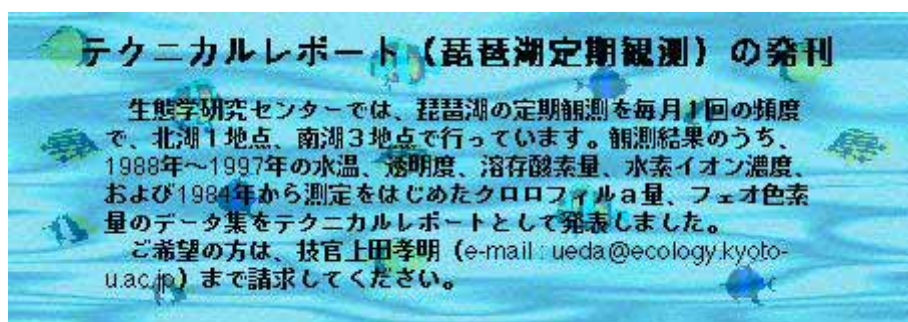 テクニカルレポート（琵琶湖定期観測）の発刊
生態学研究センターでは、琵琶湖の定期観測を毎月1回の頻度
で、北湖１地点、南湖３地点で行っています。観測結果のうち、
1988年～1997年の水温、透明度、溶存酸素量、水素イオン濃度、
および1984年から測定をはじめたクロロフィルａ量、フェオ色素
量のデータ集をテクニカルレポートとして発表しました。
ご希望の方は、技官上田孝明（e-mail : ueda@ecology.kyoto-
u.ac.jp）まで請求してください。